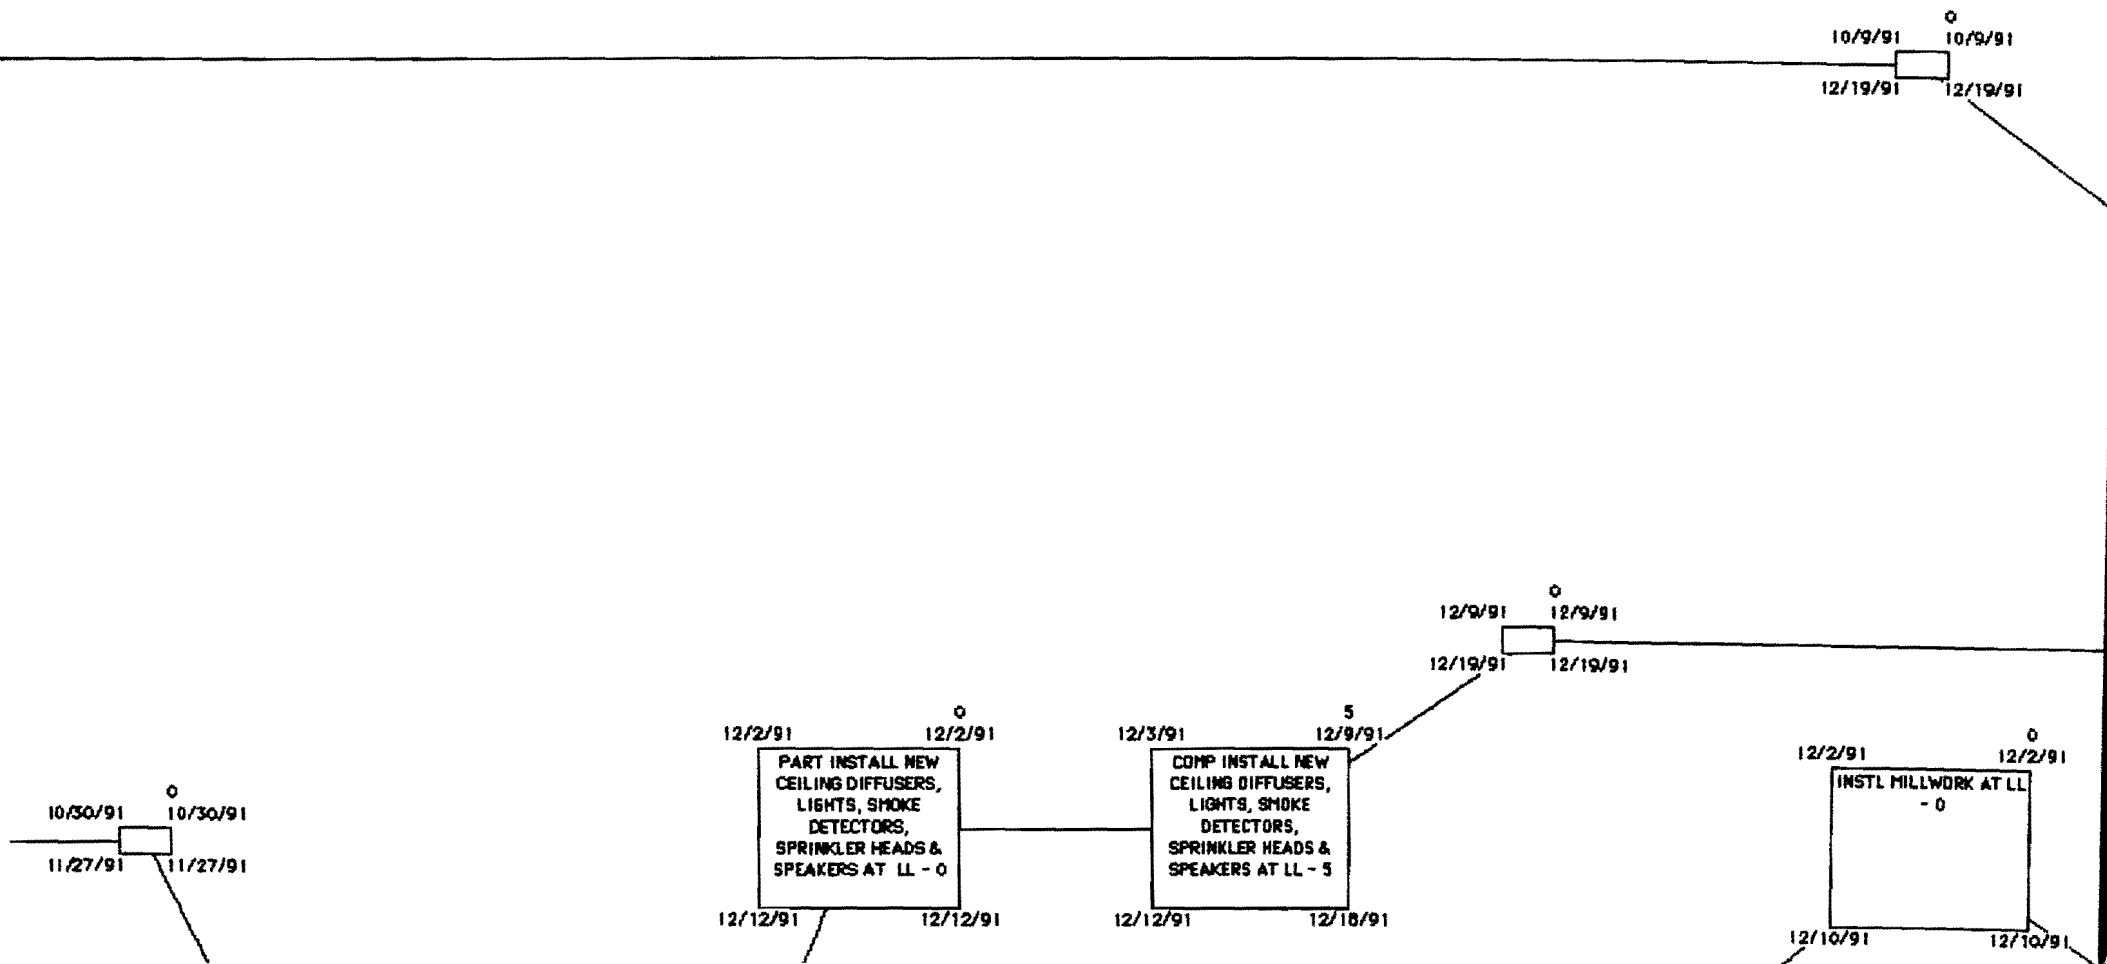 0
10/9/91 10/9/91
12/19/91 12/19/91
0
12/9/91 12/9/91
12/19/91 12/19/91
0
12/2/91 12/2/91
PART INSTALL NEW
CEILING DIFFUSERS,
LIGHTS, SMOKE
DETECTORS,
SPRINKLER HEADS &
SPEAKERS AT LL - 0
12/12/91 12/12/91
5
12/3/91 12/9/91
COMP INSTALL NEW
CEILING DIFFUSERS,
LIGHTS, SMOKE
DETECTORS,
SPRINKLER HEADS &
SPEAKERS AT LL - 5
12/12/91 12/18/91
0
12/2/91 12/2/91
INSTL MILLWORK AT LL
- 0
12/10/91 12/10/91
0
10/30/91 10/30/91
11/27/91 11/27/91